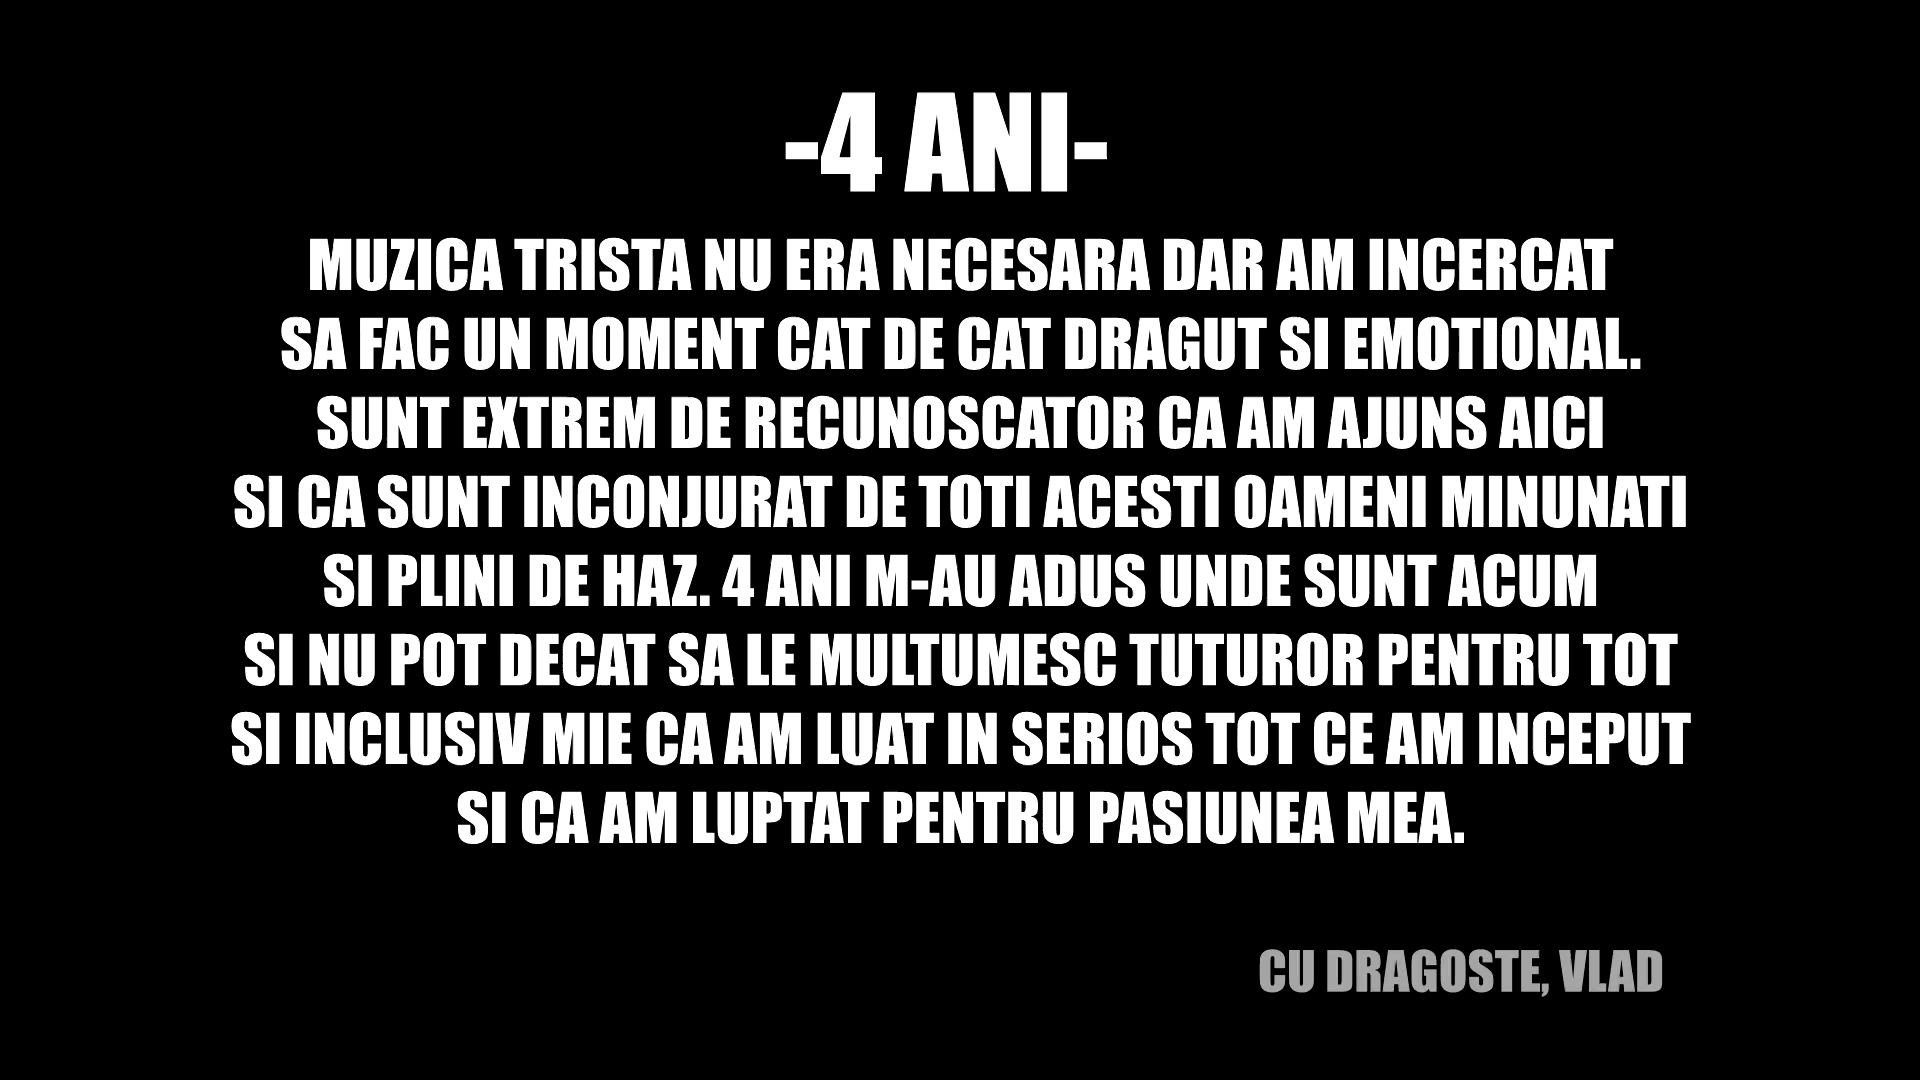 -4 ANI-
MUZICA TRISTA NU ERA NECESARA DAR AM INCERCAT
SA FAC UN MOMENT CAT DE CAT DRAGUT SI EMOTIONAL.
SUNT EXTREM DE RECUNOSCATOR CA AM AJUNS AICI
SI CA SUNT INCONJURAT DE TOTI ACESTI OAMENI MINUNATI
SI PLINI DE HAZ. 4 ANI M-AU ADUS UNDE SUNT ACUM
SI NU POT DECAT SA LE MULTUMESC TUTUROR PENTRU TOT
SI INCLUSIV MIE CA AM LUAT IN SERIOS TOT CE AM INCEPUT
SI CA AM LUPTAT PENTRU PASIUNEA MEA.
CU DRAGOSTE, VLAD